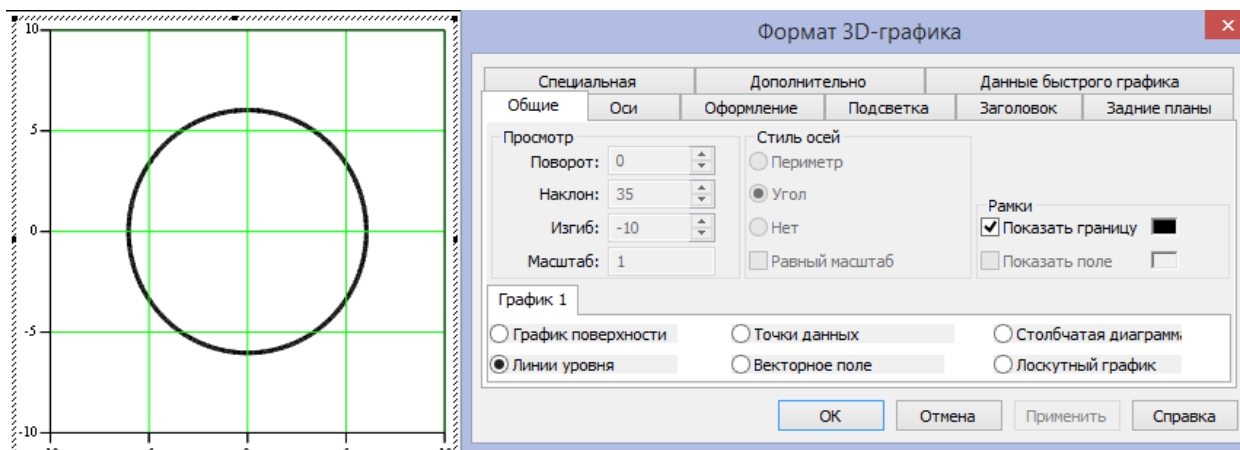 10
5
0
-5
-10
Формат 3D-графика
Специальная Дополнительно Данные быстрого графика
Общие Оси Оформление Подсветка Заголовок Задние планы
Просмотр
Поворот: 0
Наклон: 35
Изгиб: -10
Масштаб: 1
Стиль осей
Периметр
Угол
Нет
Равный масштаб
Рамки
Показать границу
Показать поле
График 1
График поверхности Точки данных Столбчатая диаграмм
Линии уровня Векторное поле Лоскутный график
OK Отмена Применить Справка